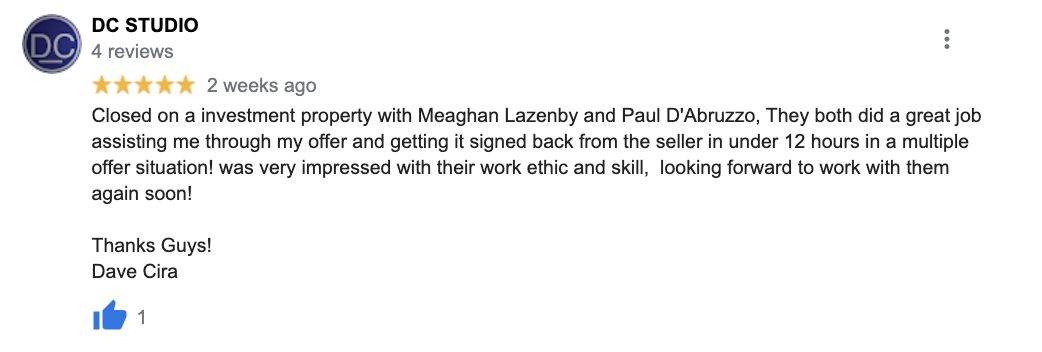 DC
DC STUDIO
4 reviews
2 weeks ago
Closed on a investment property with Meaghan Lazenby and Paul D'Abruzzo, They both did a great job
assisting me through my offer and getting it signed back from the seller in under 12 hours in a multiple
offer situation! was very impressed with their work ethic and skill,  looking forward to work with them
again soon!
Thanks Guys!
Dave Cira
1